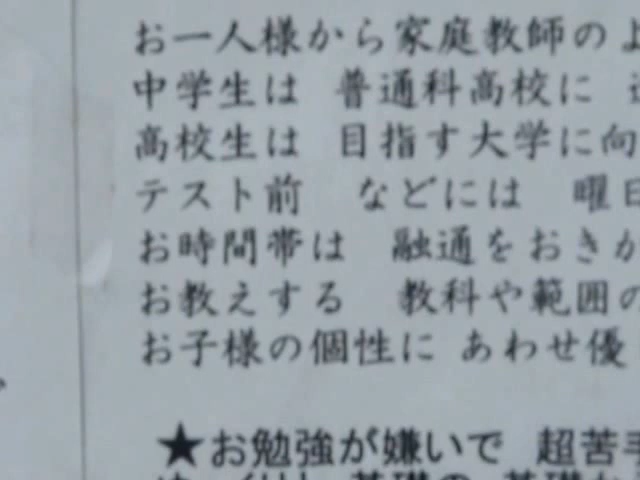 お一人様から家庭教師のよ
中学生は 普通科高校に
高校生は 目指す大学に向
テスト前 などには 曜日
お時間帯は 融通をおきか
お教えする 教科や範囲の
お子様の個性に あわせ優
★お勉強が嫌いで 超苦手